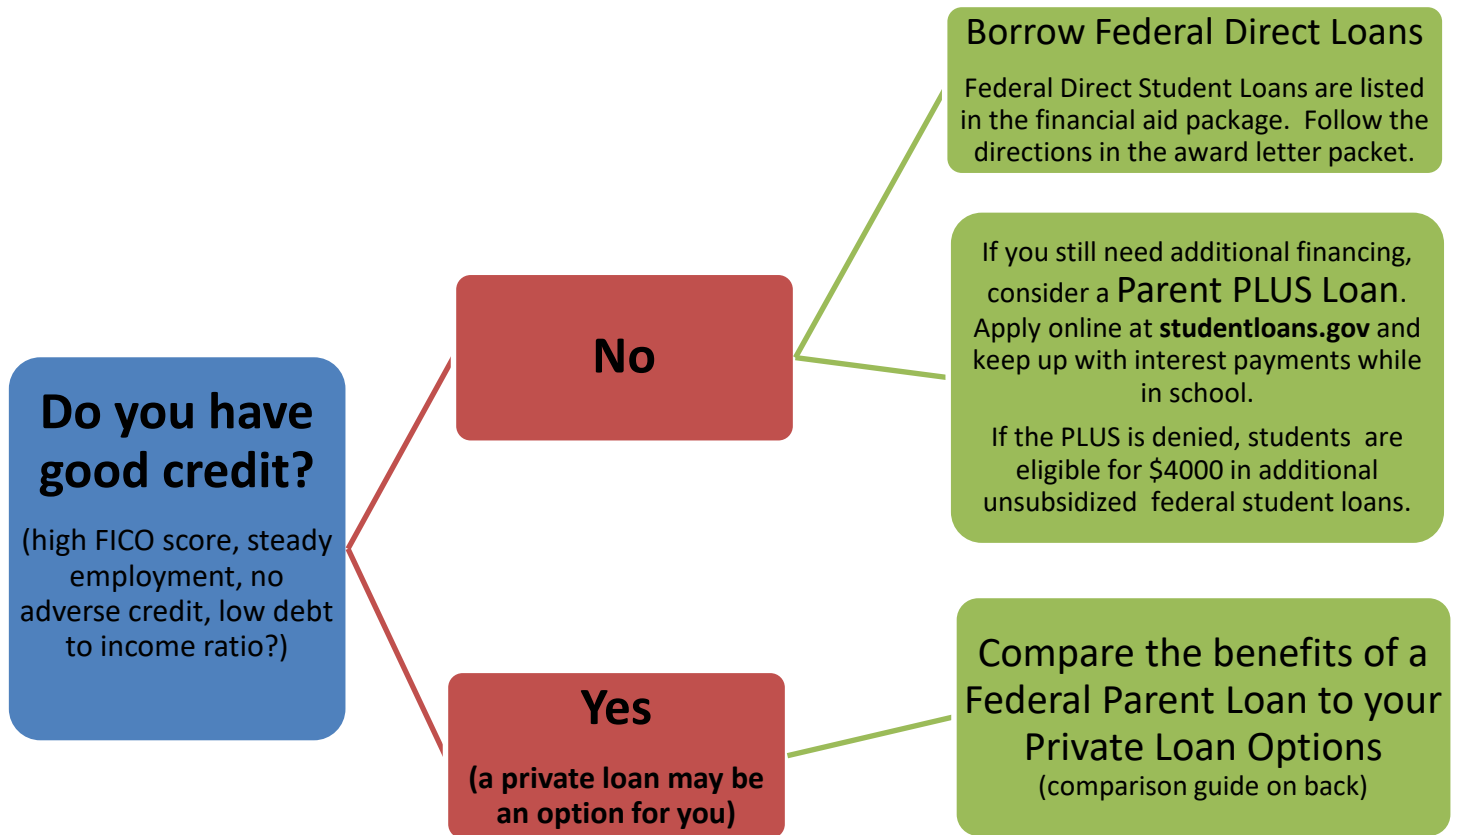 Do you have
good credit?
(high FICO score, steady
employment, no
adverse credit, low debt
to income ratio?)
No
Borrow Federal Direct Loans
Federal Direct Student Loans are listed
in the financial aid package.  Follow the
directions in the award letter packet.
If you still need additional financing,
consider a Parent PLUS Loan.
Apply online at studentloans.gov and
keep up with interest payments while
in school.
If the PLUS is denied, students  are
eligible for $4000 in additional
unsubsidized  federal student loans.
Yes
(a private loan may be
an option for you)
Compare the benefits of a
Federal Parent Loan to your
Private Loan Options
(comparison guide on back)